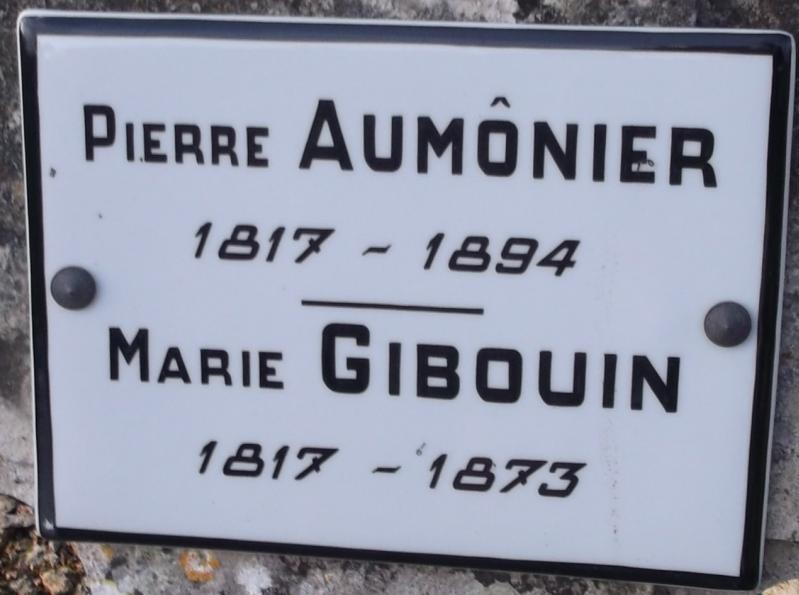 PIERRE AUMÔNIER
1817 - 1894
MARIE GIBOUIN
1817 - 1873